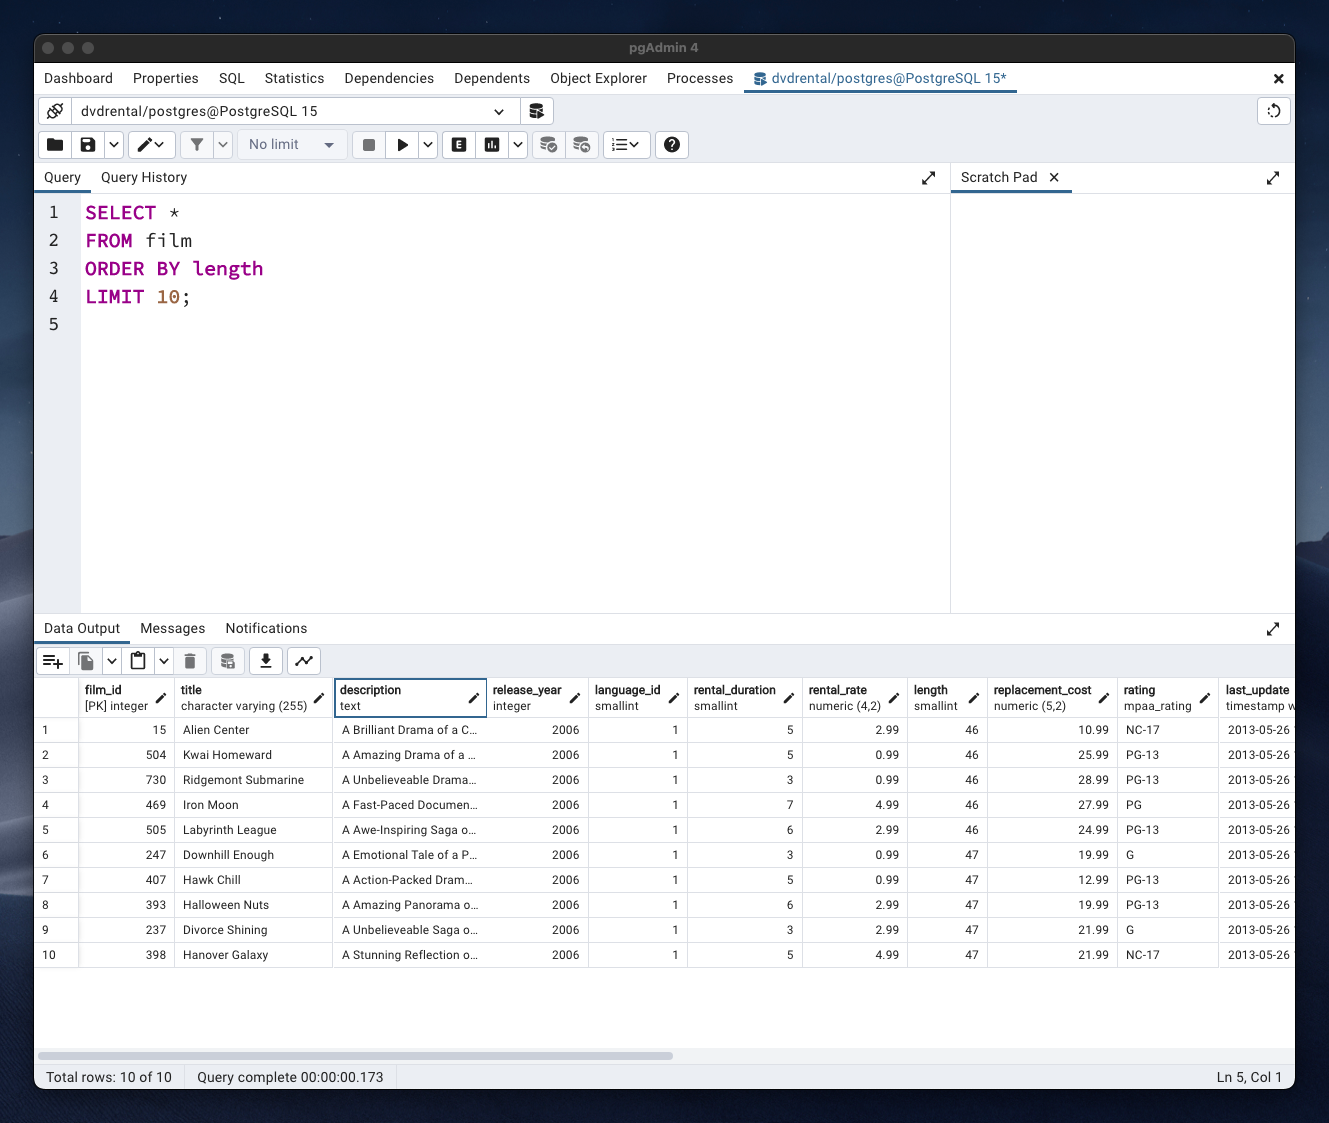 pgAdmin 4
Dashboard Properties SQL Statistics Dependencies Dependents Object Explorer Processes dvdrental/postgres@PostgreSQL 15*
dvdrental/postgres@PostgreSQL 15
No limit E
Query Query History Scratch Pad
1 SELECT *
2 FROM film
3 ORDER BY length
4 LIMIT 10;
5
Data Output Messages Notifications
film_id title description release_year language_id rental_duration rental_rate length replacement_cost rating last_update
[PK] integer character varying (255) text integer smallint smallint numeric (4,2) smallint numeric (5,2) mpaa_rating timestamp w
1 15 Alien Center A Brilliant Drama of a C... 2006 1 5 2.99 46 10.99 NC-17 2013-05-26
2 504 Kwai Homeward A Amazing Drama of a ... 2006 1 5 0.99 46 25.99 PG-13 2013-05-26
3 730 Ridgemont Submarine A Unbelieveable Drama... 2006 1 3 0.99 46 28.99 PG-13 2013-05-26
4 469 Iron Moon A Fast-Paced Documen... 2006 1 7 4.99 46 27.99 PG 2013-05-26
5 505 Labyrinth League A Awe-Inspiring Saga o... 2006 1 6 2.99 46 24.99 PG-13 2013-05-26
6 247 Downhill Enough A Emotional Tale of a P... 2006 1 3 0.99 47 19.99 G 2013-05-26
7 407 Hawk Chill A Action-Packed Dram... 2006 1 5 0.99 47 12.99 PG-13 2013-05-26
8 393 Halloween Nuts A Amazing Panorama o... 2006 1 6 2.99 47 19.99 PG-13 2013-05-26
9 237 Divorce Shining A Unbelieveable Saga o... 2006 1 3 2.99 47 21.99 G 2013-05-26
10 398 Hanover Galaxy A Stunning Reflection o... 2006 1 5 4.99 47 21.99 NC-17 2013-05-26
Total rows: 10 of 10 Query complete 00:00:00.173 Ln 5, Col 1